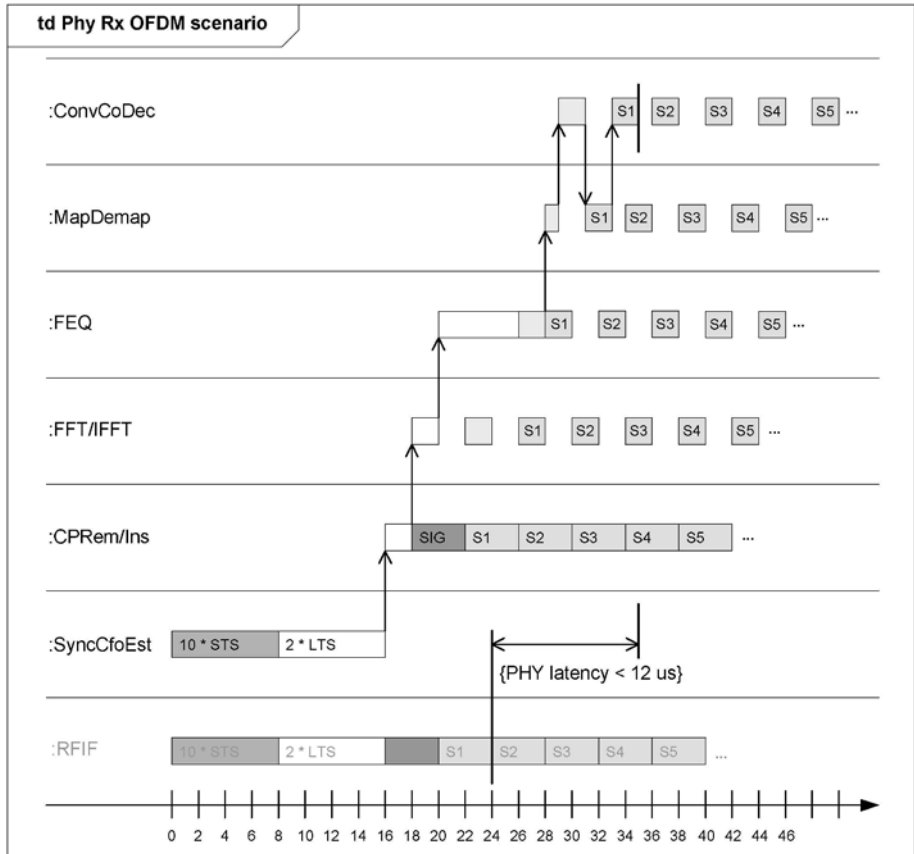 td Phy Rx OFDM scenario
:ConvCoDec
S1 S2 S3 S4 S5 ...
:MapDemap
S1 S2 S3 S4 S5 ...
:FEQ
S1 S2 S3 S4 S5 ...
:FFT/IFFT
S1 S2 S3 S4 S5 ...
:CPRem/Ins
SIG S1 S2 S3 S4 S5 ...
:SyncCfoEst
10 * STS 2 * LTS
{PHY latency < 12 us}
:RFIF
10 * STS 2 * LTS S1 S2 S3 S4 S5 ...
0 2 4 6 8 10 12 14 16 18 20 22 24 26 28 30 32 34 36 38 40 42 44 46